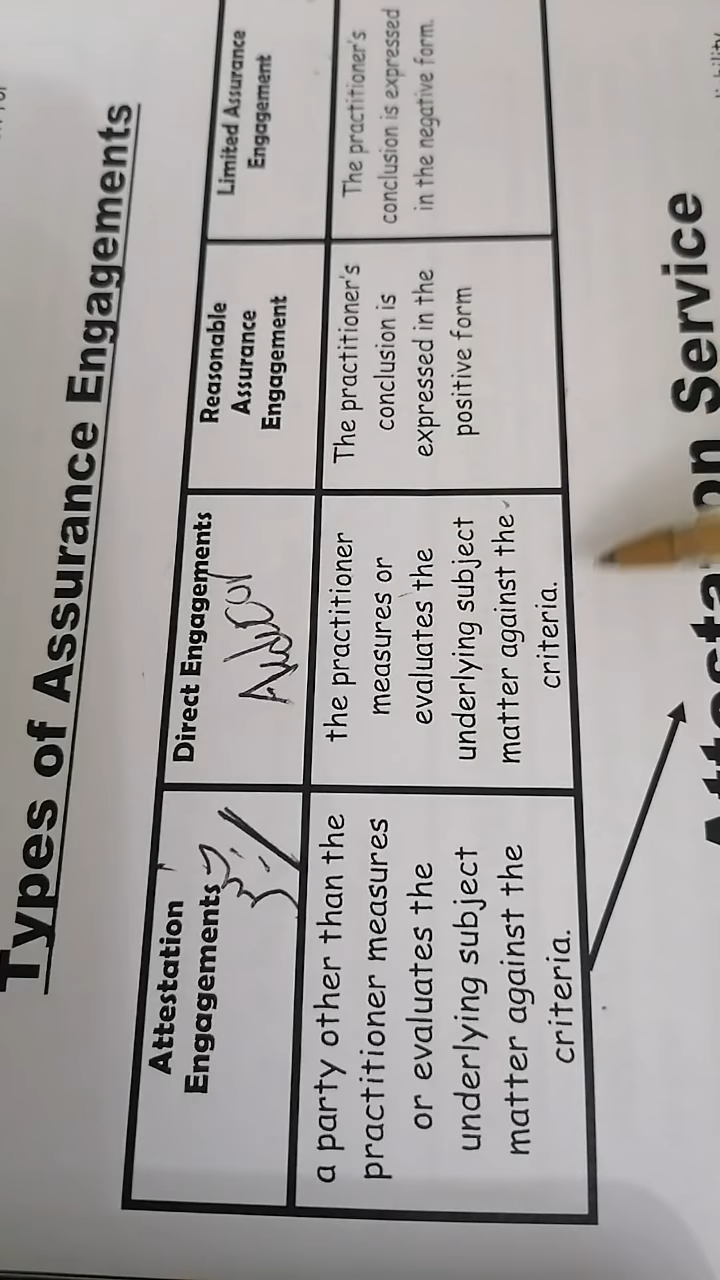 Types of Assurance Engagements
Attestation
Engagements
Direct Engagements
Reasonable
Assurance
Engagement
Limited Assurance
Engagement
a party other than the
practitioner measures
or evaluates the
underlying subject
matter against the
criteria.
the practitioner
measures or
evaluates the
underlying subject
matter against the
criteria.
The practitioner's
conclusion is
expressed in the
positive form
The practitioner's
conclusion is expressed
in the negative form.
Service